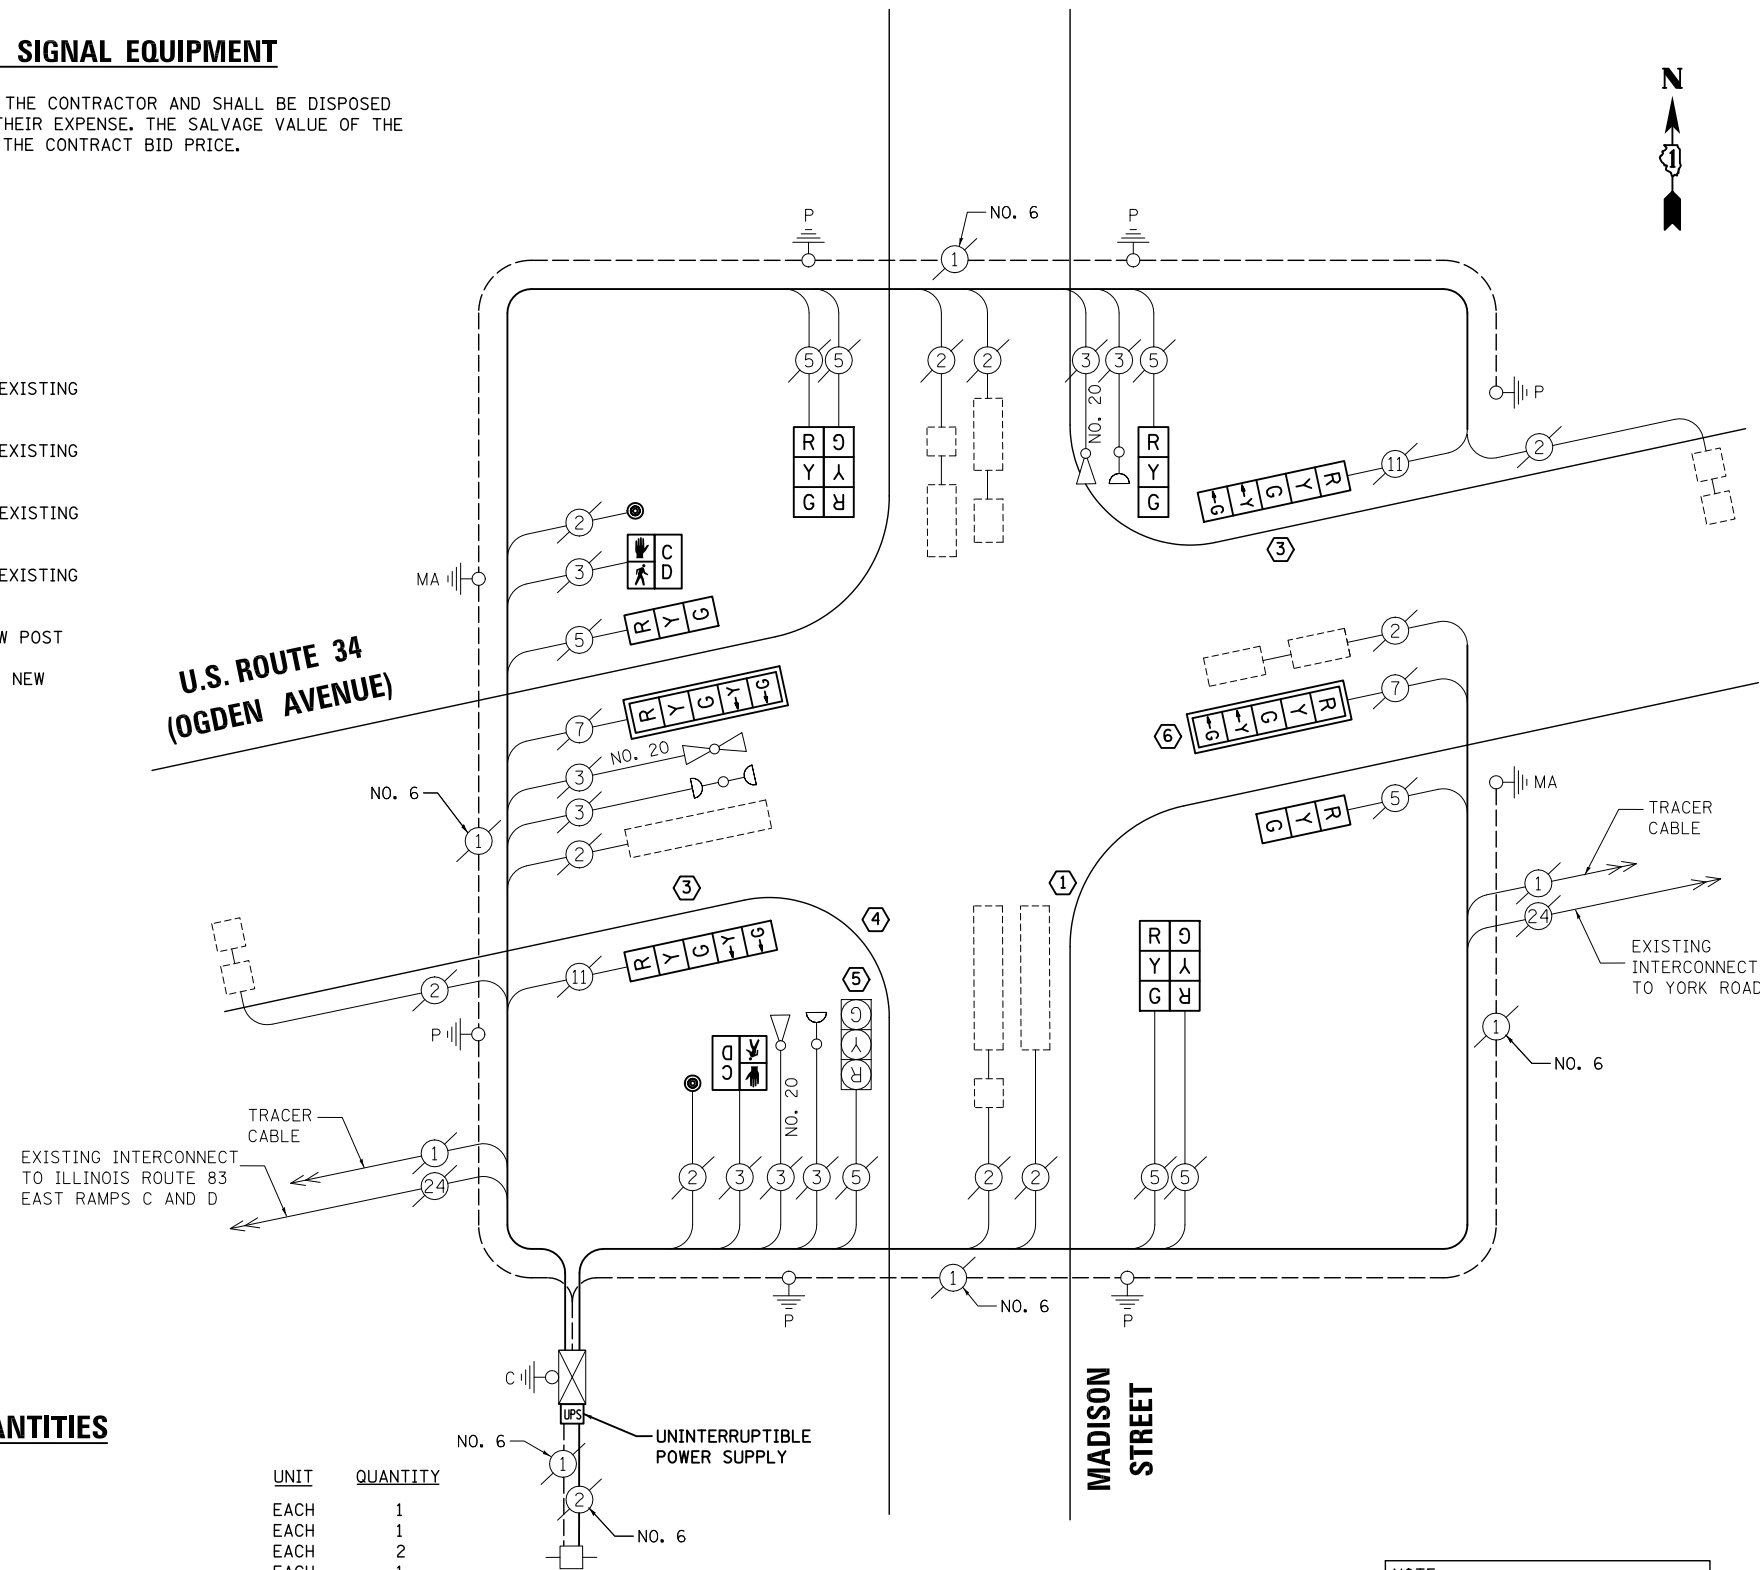 SIGNAL EQUIPMENT
THE CONTRACTOR AND SHALL BE DISPOSED
THEIR EXPENSE. THE SALVAGE VALUE OF THE
THE CONTRACT BID PRICE.
N
1
P
NO. 6
P
1
EXISTING
5 5 2 2 3 3 5
P
EXISTING
NO. 20
R G
Y Y
G R
R
Y
G
G Y G Y R
11
2
EXISTING
2
3
C
D
3
MA
EXISTING
5
R Y G
W POST
NEW
U.S. ROUTE 34
(OGDEN AVENUE)
2
7
R Y G Y G
G Y G Y R
7
6
3
NO. 20
3
NO. 6
1
2
MA
G Y R
5
TRACER
CABLE
1
24
3
4
1
R Y G Y G
11
2
5
G
Y
R
R G
Y Y
G R
EXISTING
INTERCONNECT
TO YORK ROAD
P
1
NO. 6
C
D
NO. 20
TRACER
CABLE
1
EXISTING INTERCONNECT
TO ILLINOIS ROUTE 83
EAST RAMPS C AND D
24
2 3 3 3 5 2 2 5 5
1
NO. 6
P
P
C
UPS
UNINTERRUPTIBLE
POWER SUPPLY
MADISON
STREET
ANTITIES
NO. 6
1
2
NO. 6
UNIT QUANTITY
EACH 1
EACH 1
EACH 2
EACH 1
NOTE